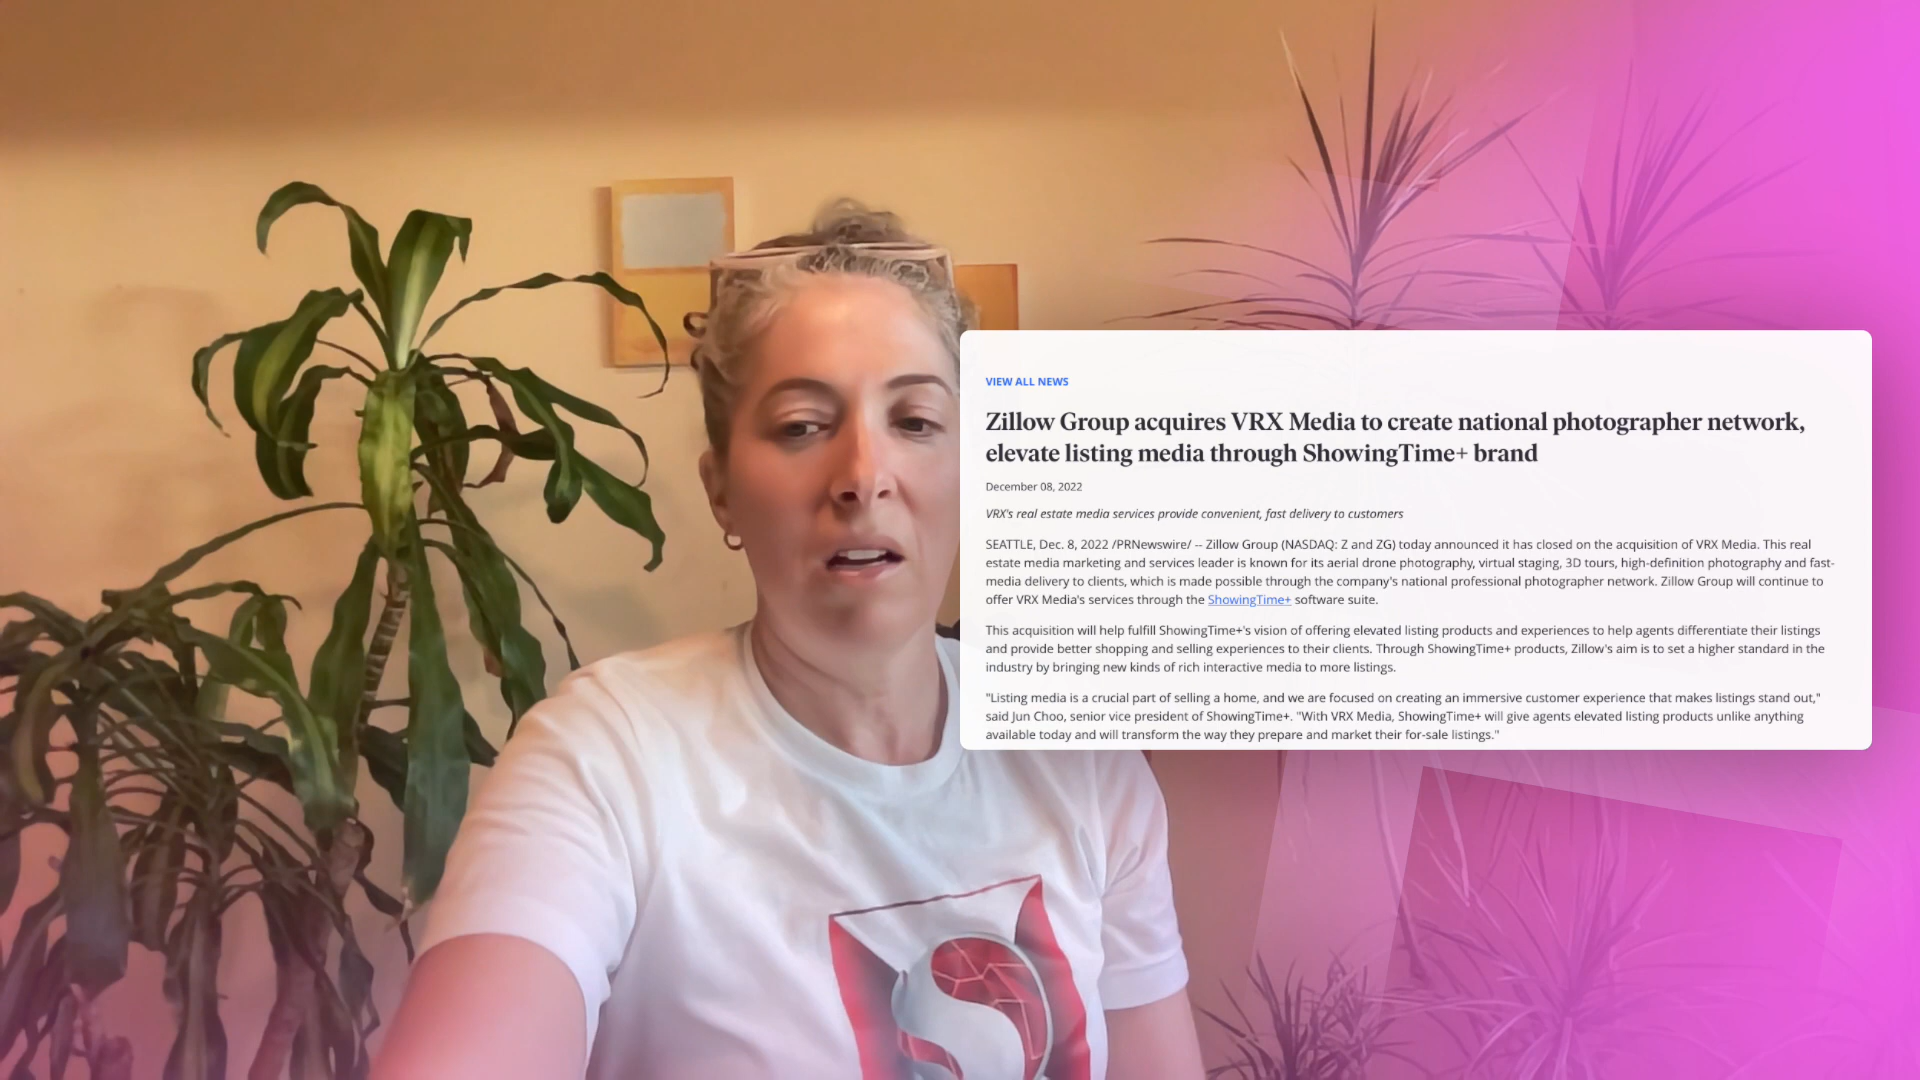 VIEW ALL NEWS
Zillow Group acquires VRX Media to create national photographer network,
elevate listing media through ShowingTime+ brand
December 08, 2022
VRX's real estate media services provide convenient, fast delivery to customers
SEATTLE, Dec. 8, 2022 /PRNewswire/ -- Zillow Group (NASDAQ: Z and ZG) today announced it has closed on the acquisition of VRX Media. This real
estate media marketing and services leader is known for its aerial drone photography, virtual staging, 3D tours, high-definition photography and fast-
media delivery to clients, which is made possible through the company's national professional photographer network. Zillow Group will continue to
offer VRX Media's services through the ShowingTime+ software suite.
This acquisition will help fulfill ShowingTime+'s vision of offering elevated listing products and experiences to help agents differentiate their listings
and provide better shopping and selling experiences to their clients. Through ShowingTime+ products, Zillow's aim is to set a higher standard in the
industry by bringing new kinds of rich interactive media to more listings.
"Listing media is a crucial part of selling a home, and we are focused on creating an immersive customer experience that makes listings stand out,"
said Jun Choo, senior vice president of ShowingTime+. "With VRX Media, ShowingTime+ will give agents elevated listing products unlike anything
available today and will transform the way they prepare and market their for-sale listings."